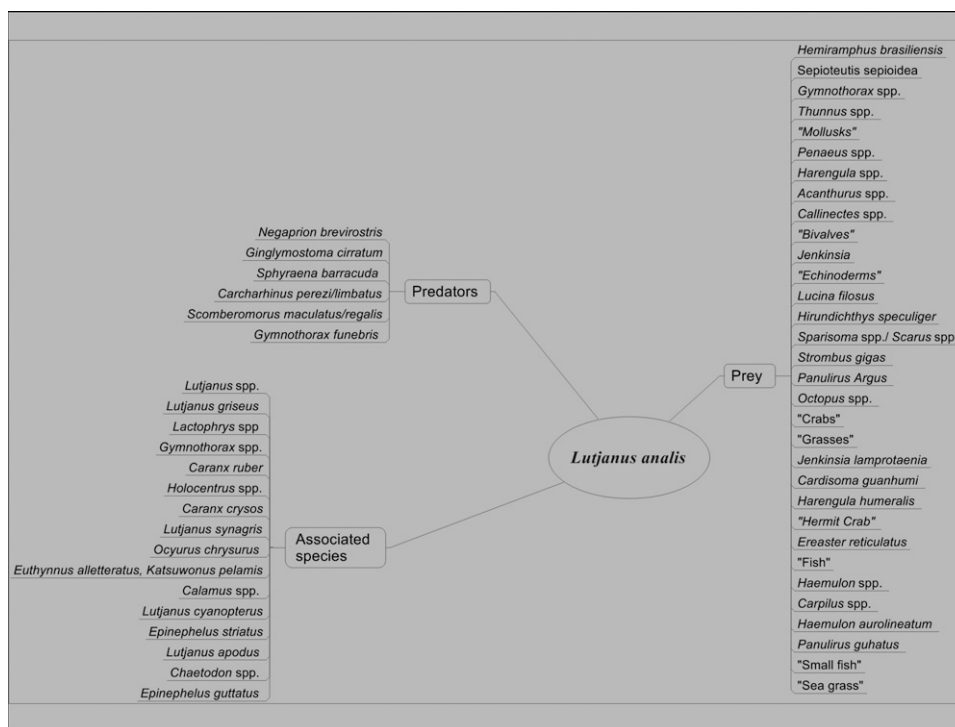 Negaprion brevirostris
Ginglymostoma cirratum
Sphyraena barracuda
Carcharhinus perezi/limbatus
Scomberomorus maculatus/regalis
Gymnothorax funebris
Predators
Lutjanus spp.
Lutjanus griseus
Lactophrys spp
Gymnothorax spp.
Caranx ruber
Holocentrus spp.
Caranx crysos
Lutjanus synagris
Ocyurus chrysurus
Euthynnus alletteratus, Katsuwonus pelamis
Calamus spp.
Lutjanus cyanopterus
Epinephelus striatus
Lutjanus apodus
Chaetodon spp.
Epinephelus guttatus
Associated
species
Lutjanus analis
Prey
Hemiramphus brasiliensis
Sepioteutis sepioidea
Gymnothorax spp.
Thunnus spp.
"Mollusks"
Penaeus spp.
Harengula spp.
Acanthurus spp.
Callinectes spp.
"Bivalves"
Jenkinsia
"Echinoderms"
Lucina filosus
Hirundichthys speculiger
Sparisoma spp./ Scarus spp
Strombus gigas
Panulirus Argus
Octopus spp.
"Crabs"
"Grasses"
Jenkinsia lamprotaenia
Cardisoma guanhumi
Harengula humeralis
"Hermit Crab"
Ereaster reticulatus
"Fish"
Haemulon spp.
Carpilus spp.
Haemulon aurolineatum
Panulirus guhatus
"Small fish"
"Sea grass"